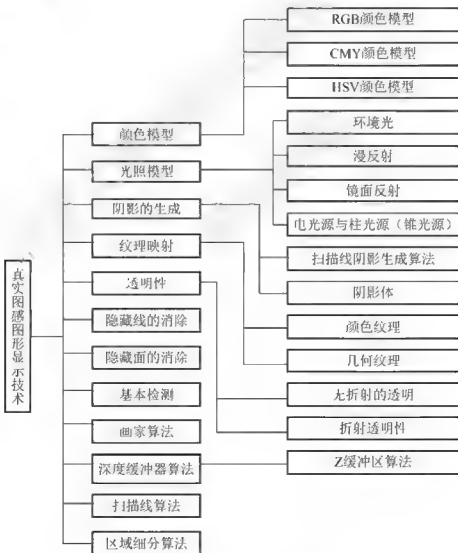 真实图感图形显示技术
颜色模型
光照模型
阴影的生成
纹理映射
透明性
隐藏线的消除
隐藏面的消除
基本检测
画家算法
深度缓冲器算法
扫描线算法
区域细分算法
RGB颜色模型
CMY颜色模型
HSV颜色模型
环境光
漫反射
镜面反射
电光源与柱光源（锥光源）
扫描线阴影生成算法
阴影体
颜色纹理
几何纹理
无折射的透明
折射透明性
Z缓冲区算法